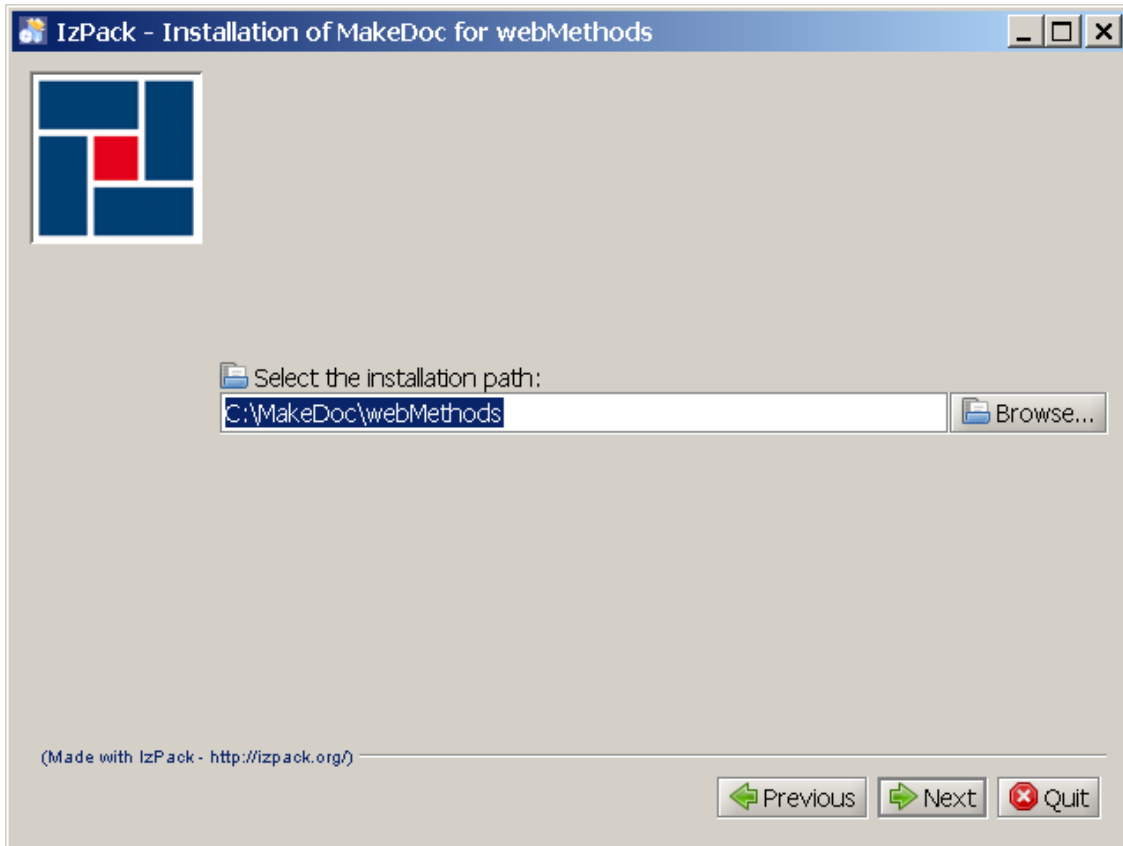 IzPack - Installation of MakeDoc for webMethods
Select the installation path:
C:\MakeDoc\webMethods
Browse...
(Made with IzPack - http://izpack.org/)
Previous
Next
Quit